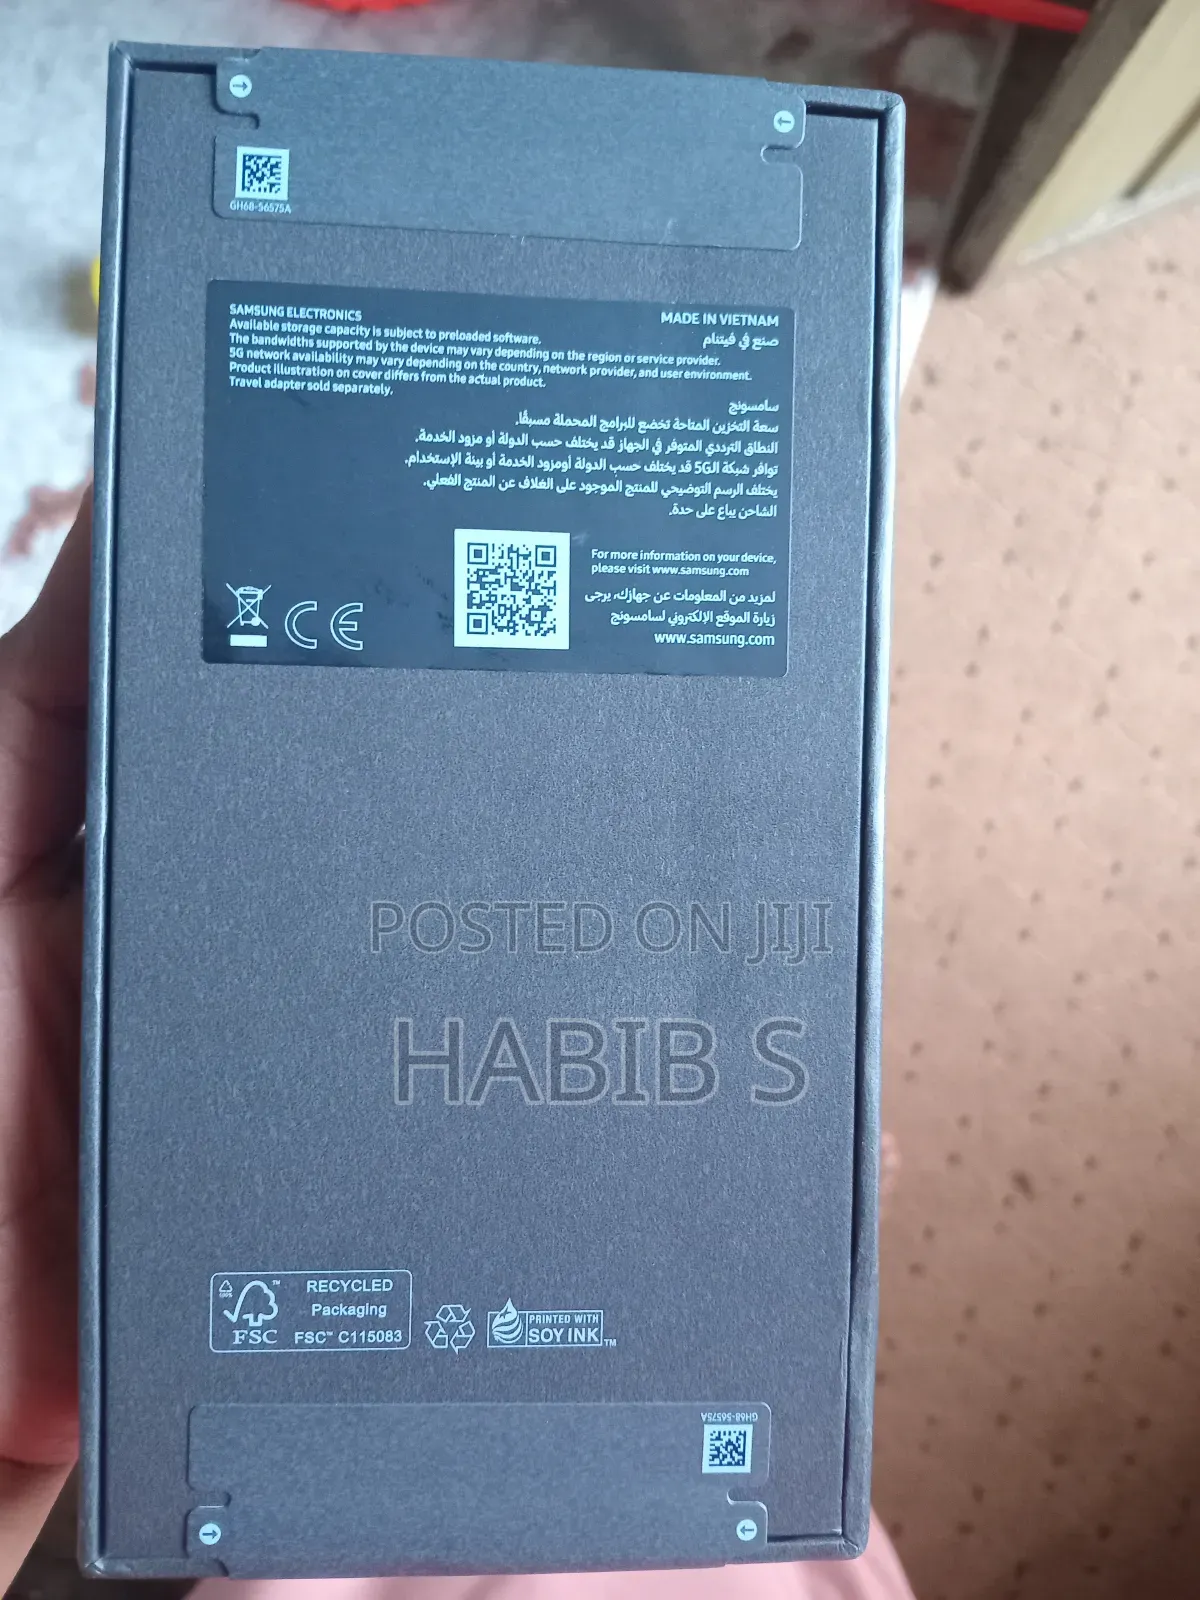 GH68-56575A
SAMSUNG ELECTRONICS
Available storage capacity is subject to preloaded software.
The bandwidths supported by the device may vary depending on the region or service provider.
5G network availability may vary depending on the country, network provider, and user environment.
Product illustration on cover differs from the actual product.
Travel adapter sold separately.
MADE IN VIETNAM
صنع في فيتنام
سامسونج
سعة التخزين المتاحة تخضع للبرامج المحملة مسبقًا.
النطاق الترددي المتوفر في الجهاز قد يختلف حسب الدولة أو مزود الخدمة.
توافر شبكة الـ5G قد يختلف حسب الدولة أومزود الخدمة أو بيئة الإستخدام.
يختلف الرسم التوضيحي للمنتج الموجود على الغلاف عن المنتج الفعلي.
الشاحن يباع على حدة.
For more information on your device,
please visit www.samsung.com
لمزيد من المعلومات عن جهازك، يرجى
زيارة الموقع الإلكتروني لسامسونج
www.samsung.com
CE
POSTED ON JIJI
HABIB S
100%
FSC™
RECYCLED
Packaging
FSC™ C115083
PRINTED WITH
SOY INK™
GH68-56575A